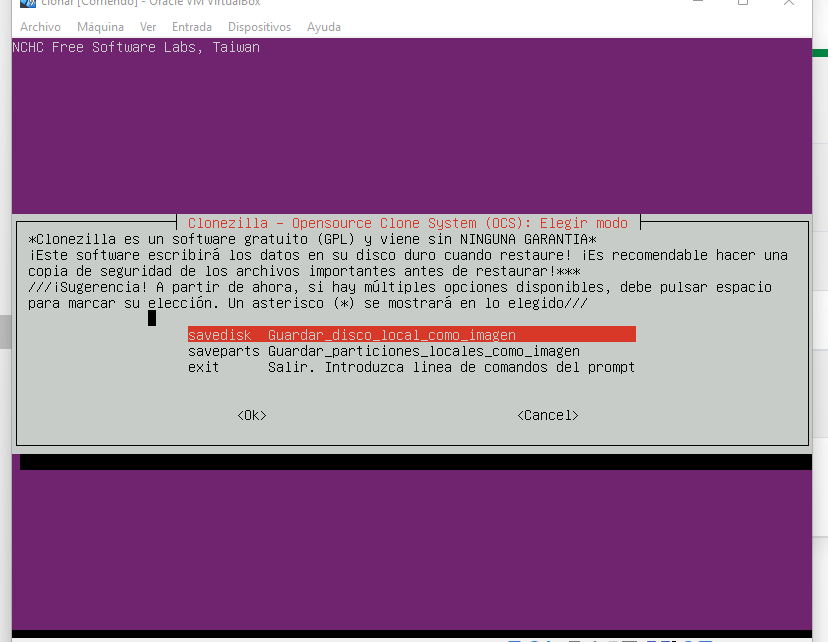 clonar [Corriendo] - Oracle VM VirtualBox
Archivo Máquina Ver Entrada Dispositivos Ayuda
NCHC Free Software Labs, Taiwan
Clonezilla - Opensource Clone System (OCS): Elegir modo
*Clonezilla es un software gratuito (GPL) y viene sin NINGUNA GARANTIA*
¡Este software escribirá los datos en su disco duro cuando restaure! ¡Es recomendable hacer una
copia de seguridad de los archivos importantes antes de restaurar!***
///¡Sugerencia! A partir de ahora, si hay múltiples opciones disponibles, debe pulsar espacio
para marcar su elección. Un asterisco (*) se mostrará en lo elegido///
savedisk Guardar_disco_local_como_imagen
saveparts Guardar_particiones_locales_como_imagen
exit Salir. Introduzca linea de comandos del prompt
<Ok> <Cancel>